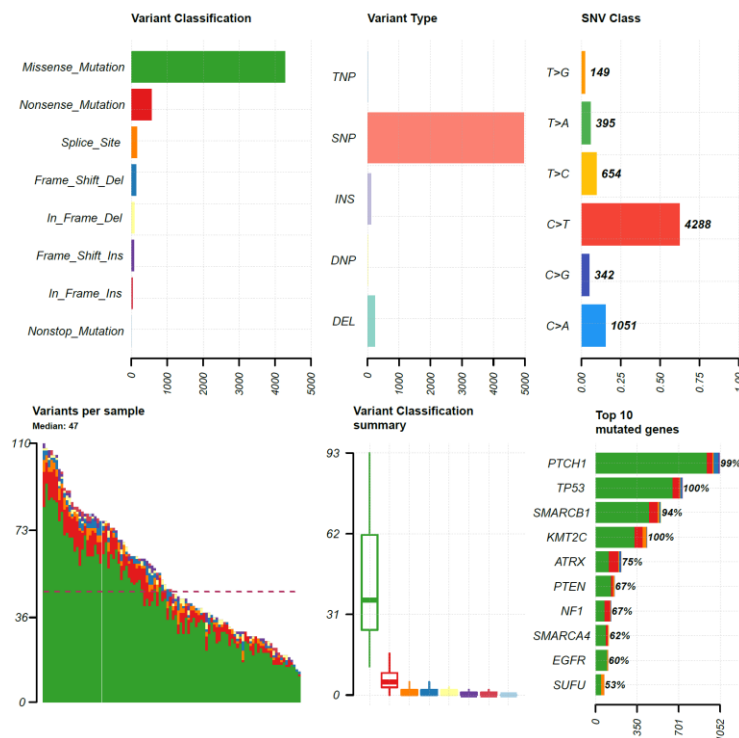 Variant Classification
Missense_Mutation
Nonsense_Mutation
Splice_Site
Frame_Shift_Del
In_Frame_Del
Frame_Shift_Ins
In_Frame_Ins
Nonstop_Mutation
0
1000
2000
3000
4000
5000
Variant Type
TNP
SNP
INS
DNP
DEL
0
1000
2000
3000
4000
5000
SNV Class
T>G 149
T>A 395
T>C 654
C>T 4288
C>G 342
C>A 1051
0.00
0.25
0.50
0.75
1.00
Variants per sample
Median: 47
110
73
36
0
Variant Classification
summary
93
62
31
0
Top 10
mutated genes
PTCH1 99%
TP53 100%
SMARCB1 94%
KMT2C 100%
ATRX 75%
PTEN 67%
NF1 67%
SMARCA4 62%
EGFR 60%
SUFU 53%
0
350
701
1052